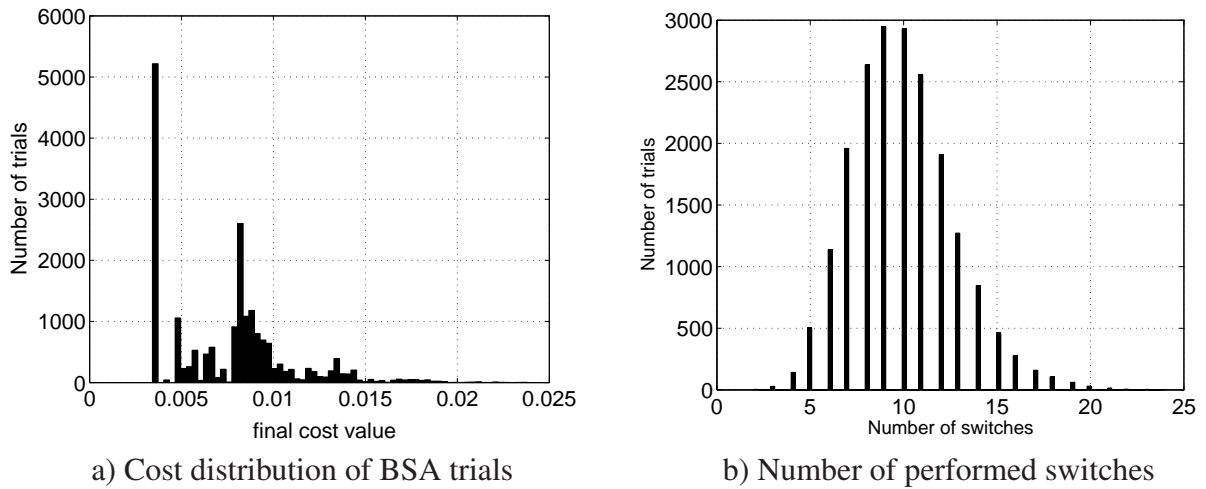 6000
5000
4000
3000
2000
1000
0
Number of trials
0 0.005 0.01 0.015 0.02 0.025
final cost value
a) Cost distribution of BSA trials
3000
2500
2000
1500
1000
500
0
Number of trials
0 5 10 15 20 25
Number of switches
b) Number of performed switches